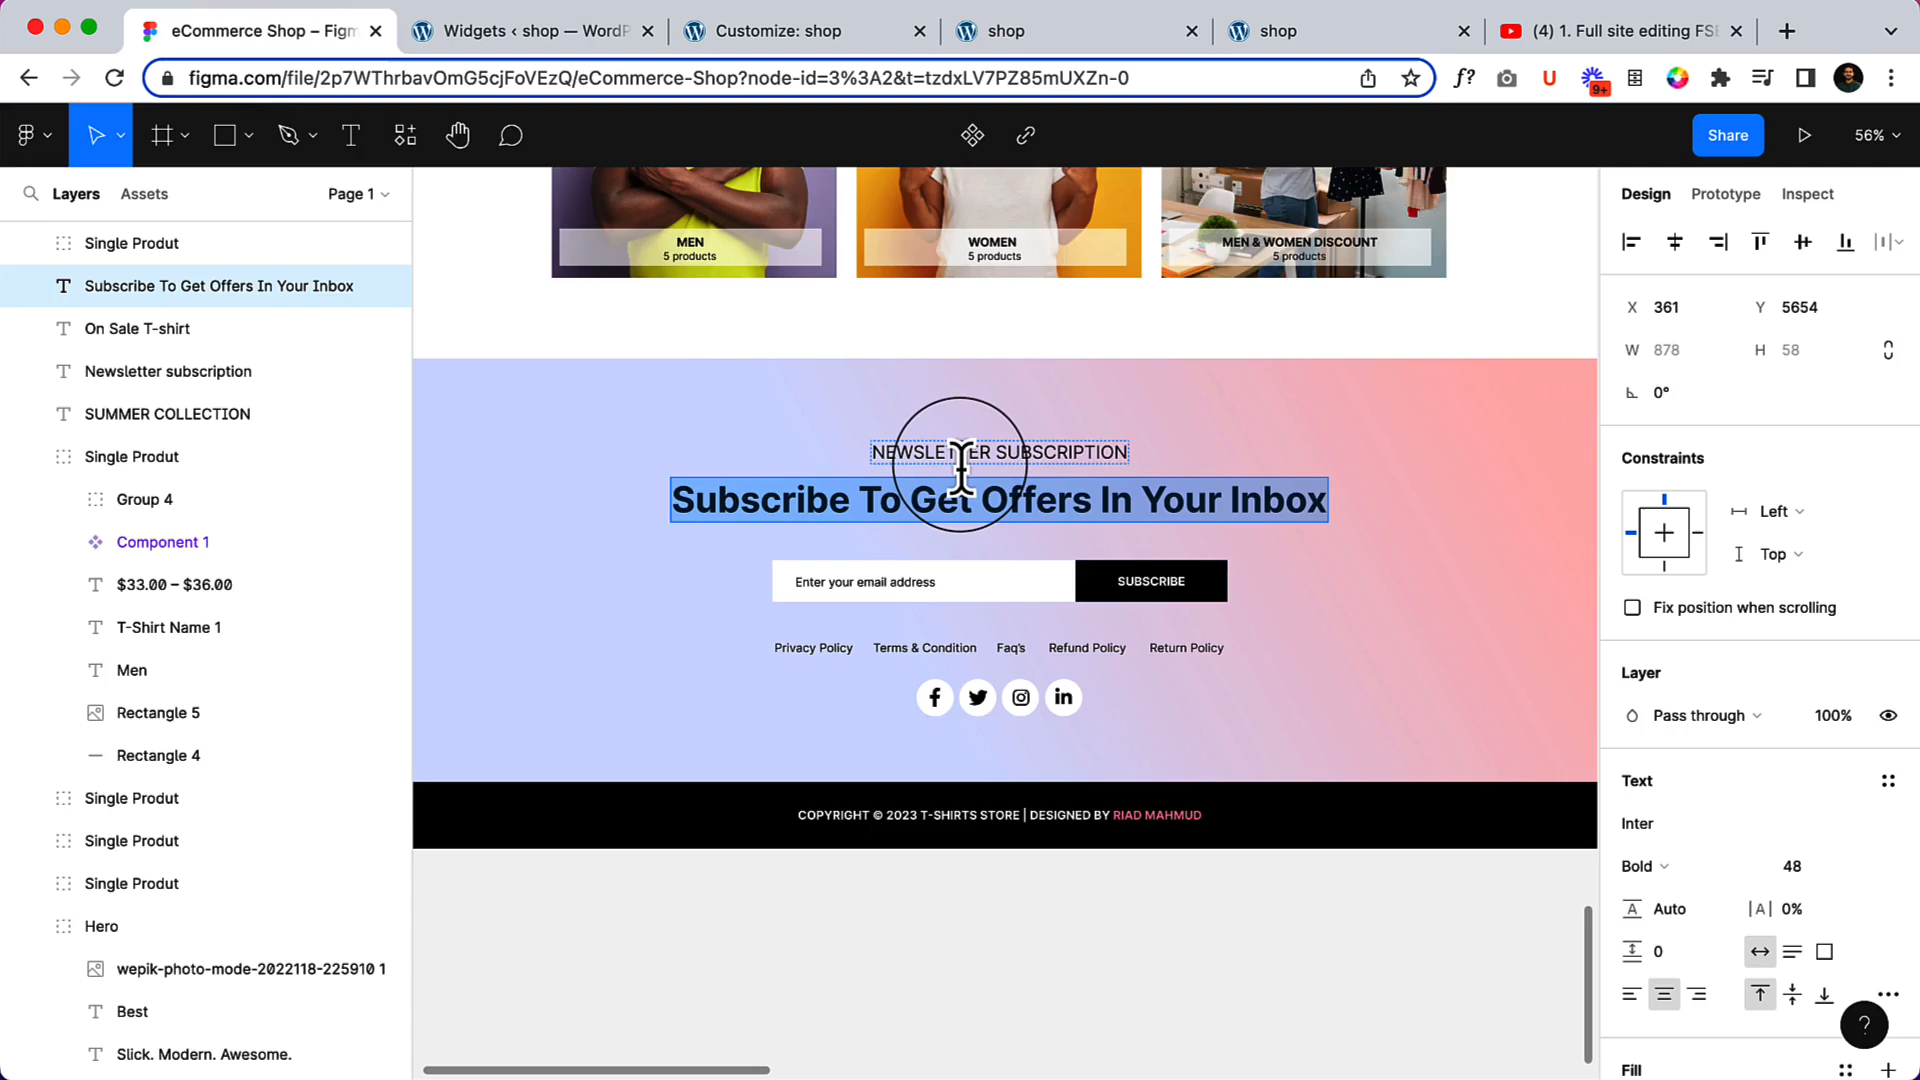 eCommerce Shop – Figm
Widgets ‹ shop — WordP
Customize: shop
shop
shop
(4) 1. Full site editing FSE
figma.com/file/2p7WThrbavOmG5cjFoVEzQ/eCommerce-Shop?node-id=3%3A2&t=tzdxLV7PZ85mUXZn-0
f?
U
9+
Share
56%
Layers
Assets
Page 1
Design
Prototype
Inspect
Single Produt
Subscribe To Get Offers In Your Inbox
On Sale T-shirt
Newsletter subscription
SUMMER COLLECTION
Single Produt
Group 4
Component 1
$33.00 – $36.00
T-Shirt Name 1
Men
Rectangle 5
Rectangle 4
Single Produt
Single Produt
Single Produt
Hero
wepik-photo-mode-2022118-225910 1
Best
Slick. Modern. Awesome.
MEN
5 products
WOMEN
5 products
MEN & WOMEN DISCOUNT
5 products
NEWSLETTER SUBSCRIPTION
Subscribe To Get Offers In Your Inbox
Enter your email address
SUBSCRIBE
Privacy Policy
Terms & Condition
Faq's
Refund Policy
Return Policy
COPYRIGHT © 2023 T-SHIRTS STORE | DESIGNED BY RIAD MAHMUD
X 361
Y 5654
W 878
H 58
0°
Constraints
Left
Top
Fix position when scrolling
Layer
Pass through
100%
Text
Inter
Bold
48
Auto
|A| 0%
0
Fill
?